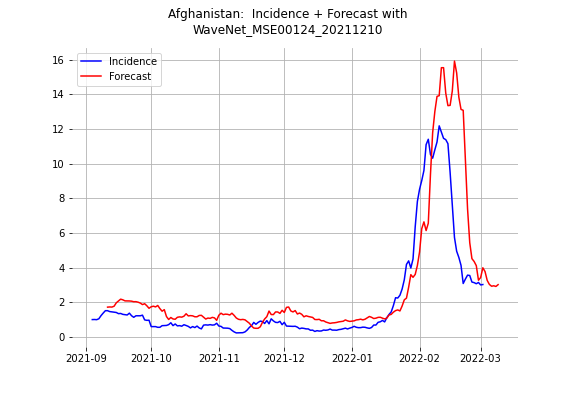 Afghanistan:  Incidence + Forecast with
WaveNet_MSE00124_20211210
Incidence
Forecast
16
14
12
10
8
6
4
2
0
2021-09 2021-10 2021-11 2021-12 2022-01 2022-02 2022-03